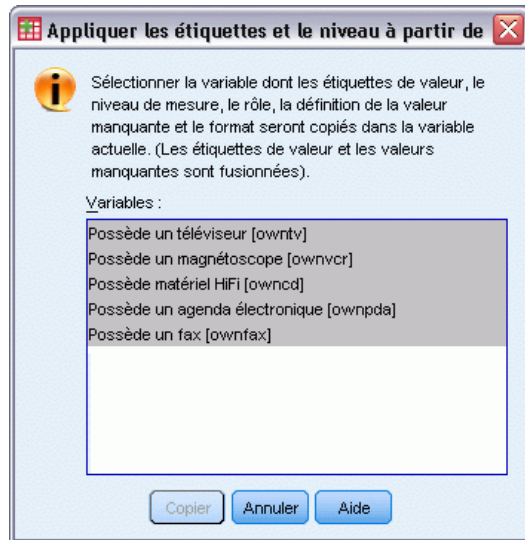 Appliquer les étiquettes et le niveau à partir de
Sélectionner la variable dont les étiquettes de valeur, le
niveau de mesure, le rôle, la définition de la valeur
manquante et le format seront copiés dans la variable
actuelle. (Les étiquettes de valeur et les valeurs
manquantes sont fusionnées).
Variables :
Possède un téléviseur [owntv]
Possède un magnétoscope [ownvcr]
Possède matériel HiFi [owncd]
Possède un agenda électronique [ownpda]
Possède un fax [ownfax]
Copier Annuler Aide